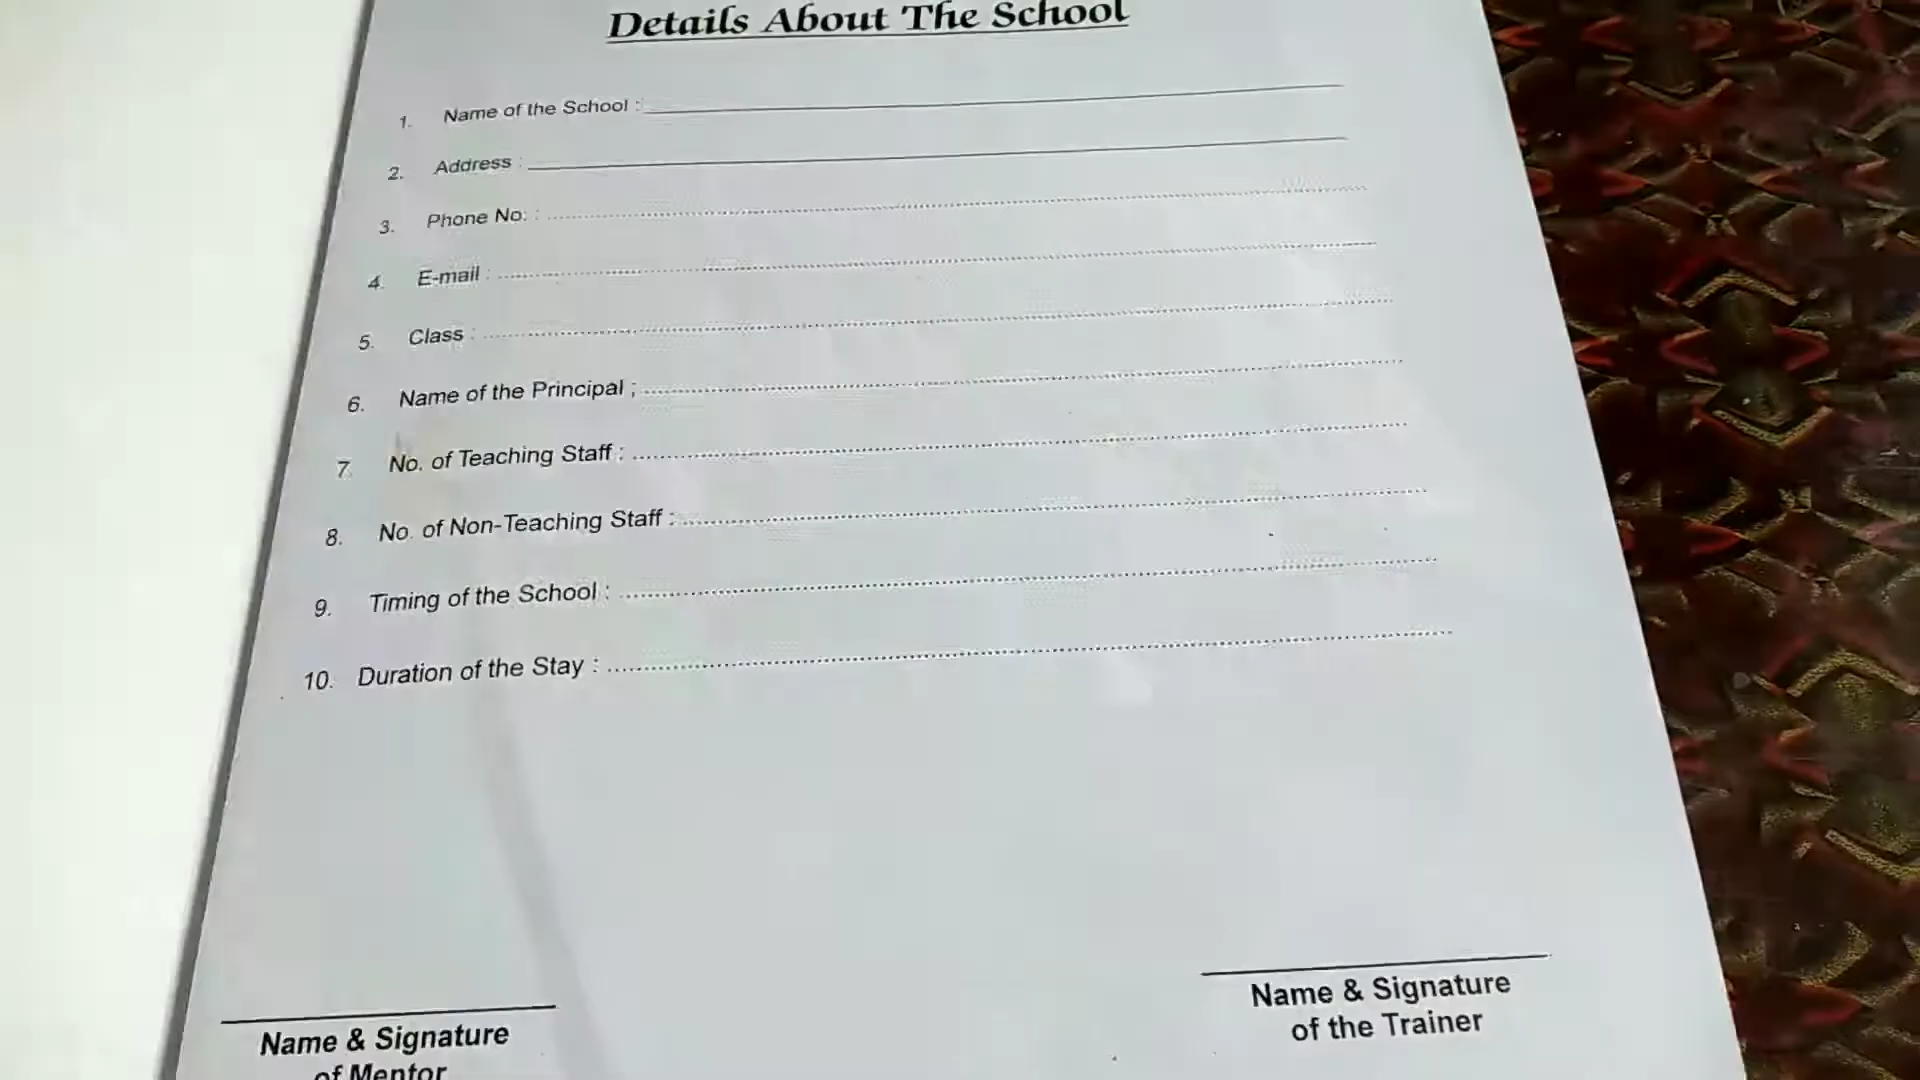 Details About The School
1. Name of the School :
2. Address :
3. Phone No. :
4. E-mail :
5. Class :
6. Name of the Principal ;
7. No. of Teaching Staff :
8. No. of Non-Teaching Staff :
9. Timing of the School :
10. Duration of the Stay :
Name & Signature
of Mentor
Name & Signature
of the Trainer